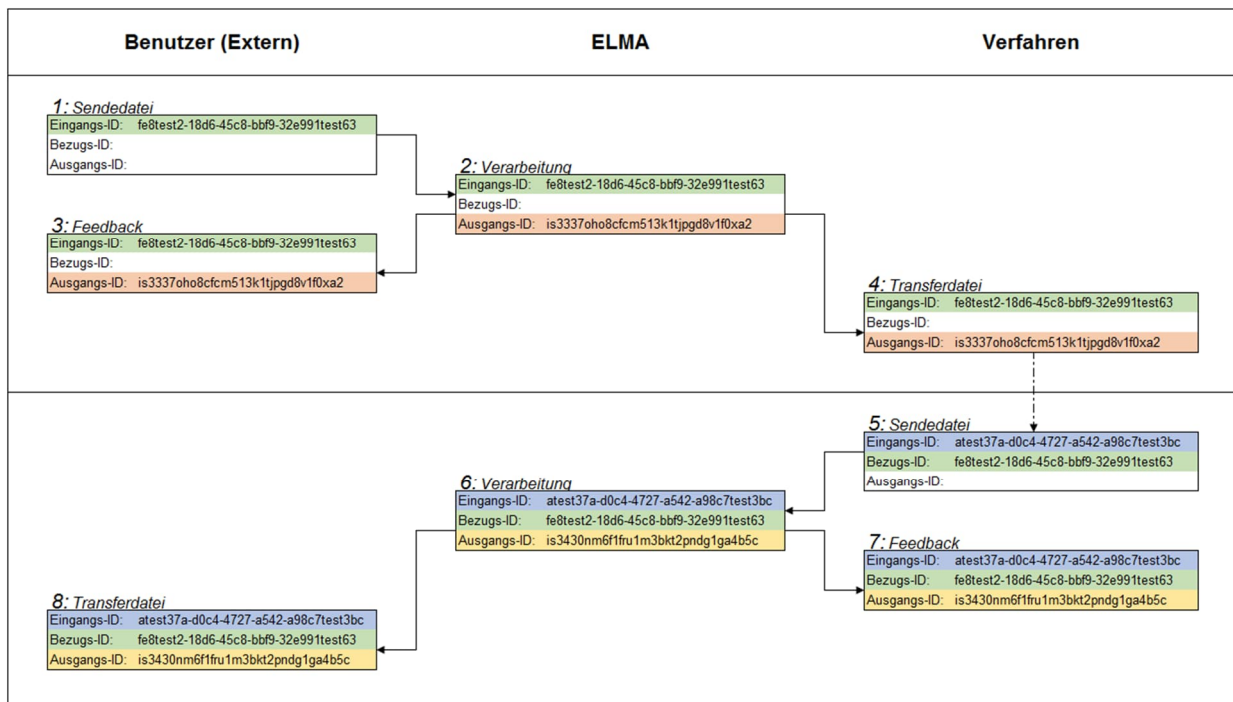 Benutzer (Extern)
ELMA
Verfahren
1: Sendedatei
Eingangs-ID: fe8test2-18d6-45c8-bbf9-32e991test63
Bezugs-ID:
Ausgangs-ID:
2: Verarbeitung
Eingangs-ID: fe8test2-18d6-45c8-bbf9-32e991test63
Bezugs-ID:
Ausgangs-ID: is3337oho8cfcm513k1tjpgd8v1f0xa2
3: Feedback
Eingangs-ID: fe8test2-18d6-45c8-bbf9-32e991test63
Bezugs-ID:
Ausgangs-ID: is3337oho8cfcm513k1tjpgd8v1f0xa2
4: Transferdatei
Eingangs-ID: fe8test2-18d6-45c8-bbf9-32e991test63
Bezugs-ID:
Ausgangs-ID: is3337oho8cfcm513k1tjpgd8v1f0xa2
5: Sendedatei
Eingangs-ID: atest37a-d0c4-4727-a542-a98c7test3bc
Bezugs-ID: fe8test2-18d6-45c8-bbf9-32e991test63
Ausgangs-ID:
6: Verarbeitung
Eingangs-ID: atest37a-d0c4-4727-a542-a98c7test3bc
Bezugs-ID: fe8test2-18d6-45c8-bbf9-32e991test63
Ausgangs-ID: is3430nm6f1fru1m3bkt2pndg1ga4b5c
7: Feedback
Eingangs-ID: atest37a-d0c4-4727-a542-a98c7test3bc
Bezugs-ID: fe8test2-18d6-45c8-bbf9-32e991test63
Ausgangs-ID: is3430nm6f1fru1m3bkt2pndg1ga4b5c
8: Transferdatei
Eingangs-ID: atest37a-d0c4-4727-a542-a98c7test3bc
Bezugs-ID: fe8test2-18d6-45c8-bbf9-32e991test63
Ausgangs-ID: is3430nm6f1fru1m3bkt2pndg1ga4b5c